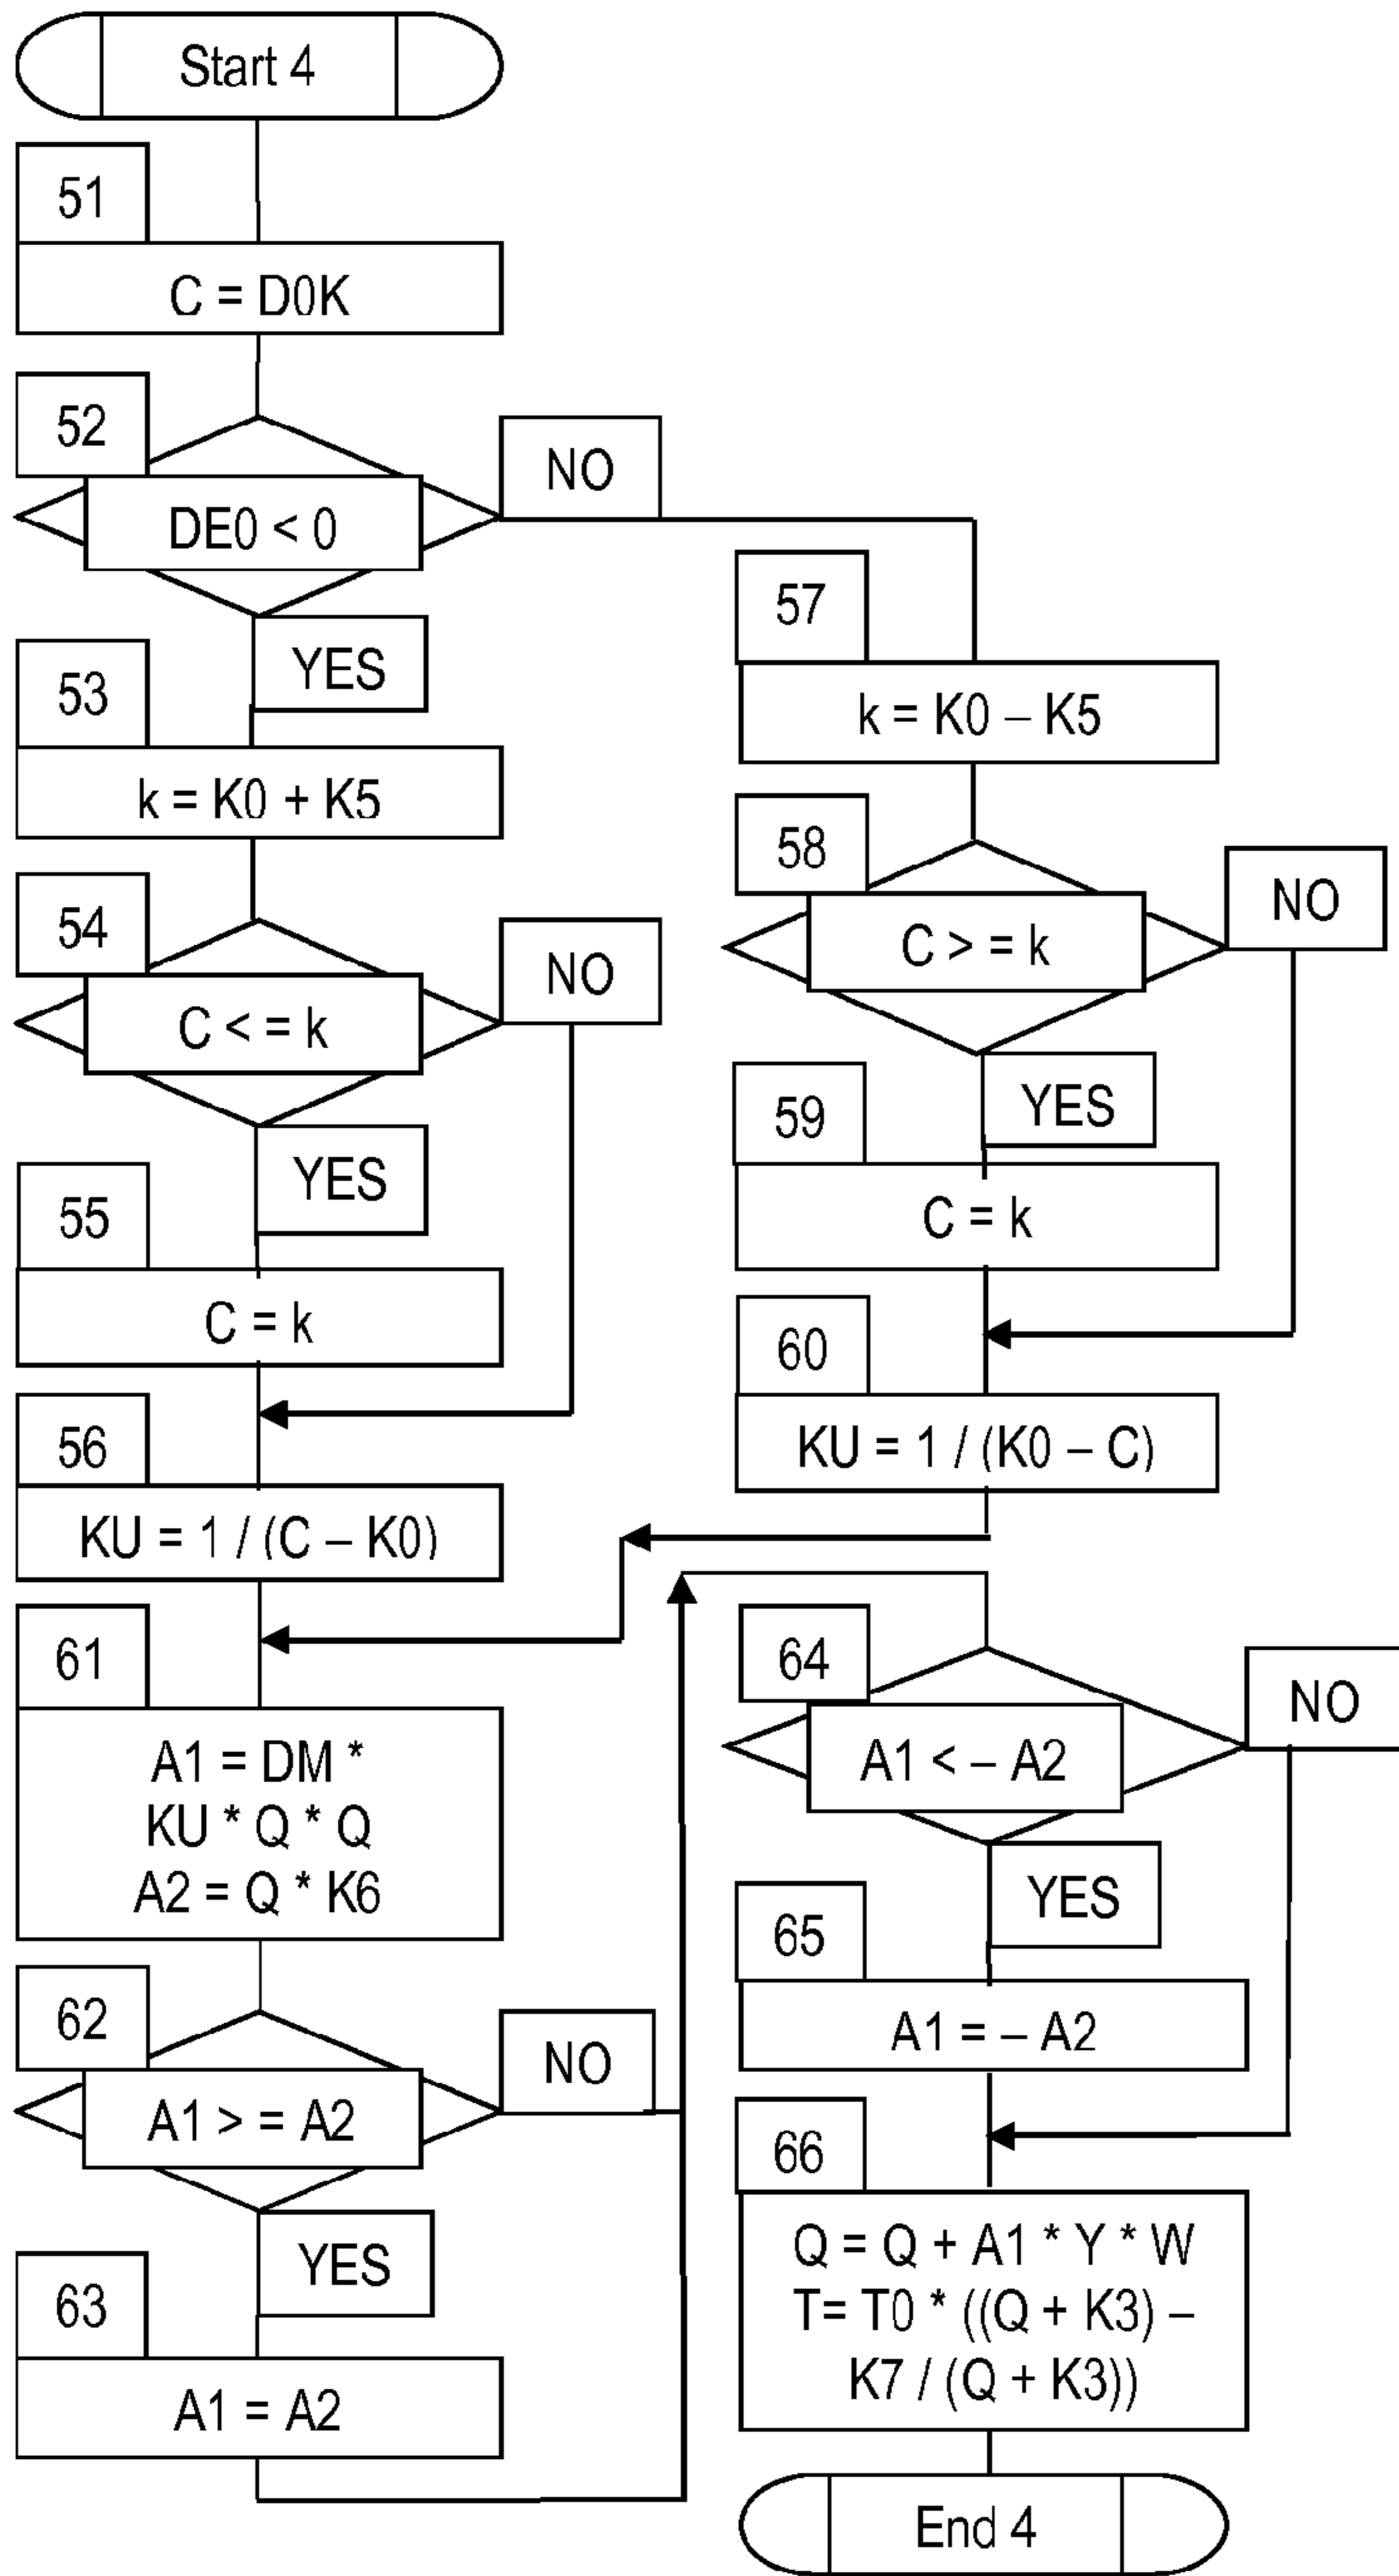 Start 4
51
C = D0K
52
DE0 < 0
NO
YES
53
k = K0 + K5
54
C < = k
NO
YES
55
C = k
56
KU = 1 / (C – K0)
57
k = K0 – K5
58
C > = k
NO
YES
59
C = k
60
KU = 1 / (K0 – C)
61
A1 = DM *
KU * Q * Q
A2 = Q * K6
62
A1 > = A2
NO
YES
63
A1 = A2
64
A1 < – A2
NO
YES
65
A1 = – A2
66
Q = Q + A1 * Y * W
T= T0 * ((Q + K3) –
K7 / (Q + K3))
End 4